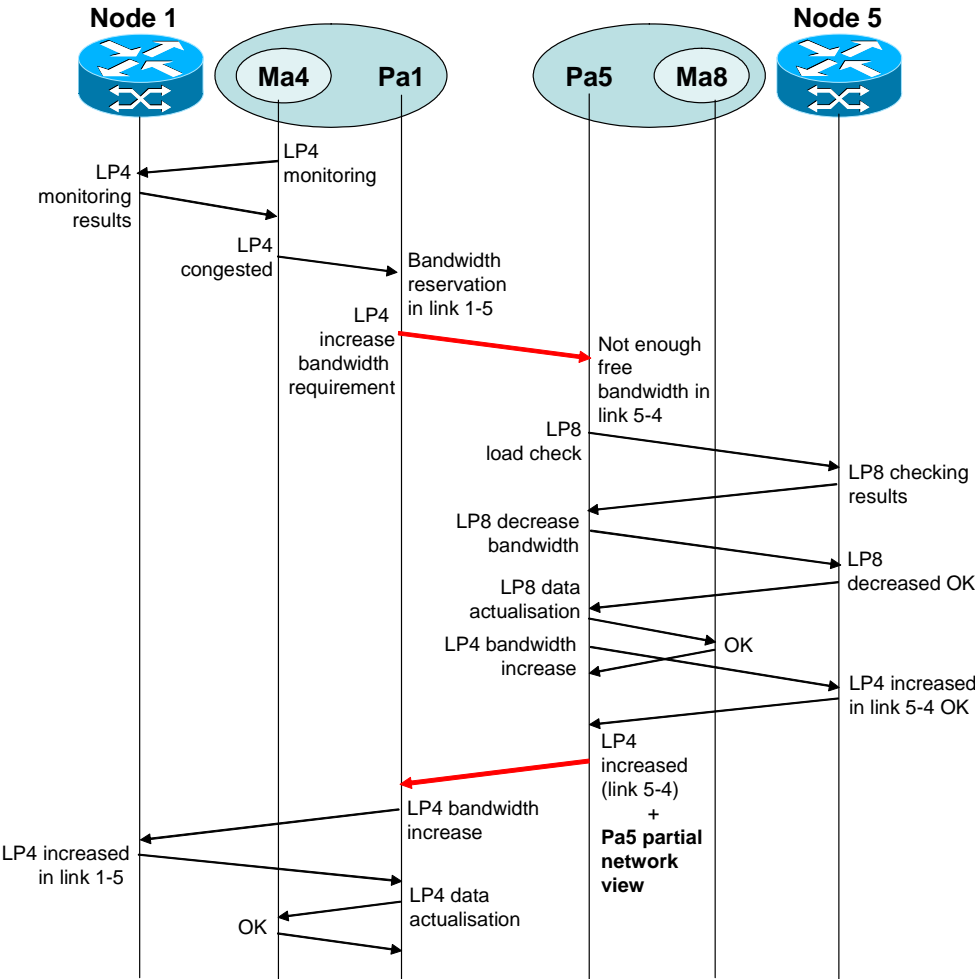 Node 1
Node 5
Ma4
Pa1
Pa5
Ma8
LP4
monitoring
LP4
monitoring
results
LP4
congested
Bandwidth
reservation
in link 1-5
LP4
increase
bandwidth
requirement
Not enough
free
bandwidth in
link 5-4
LP8
load check
LP8 checking
results
LP8 decrease
bandwidth
LP8
decreased OK
LP8 data
actualisation
OK
LP4 bandwidth
increase
LP4 increased
in link 5-4 OK
LP4
increased
(link 5-4)
+
Pa5 partial
network
view
LP4 bandwidth
increase
LP4 increased
in link 1-5
LP4 data
actualisation
OK